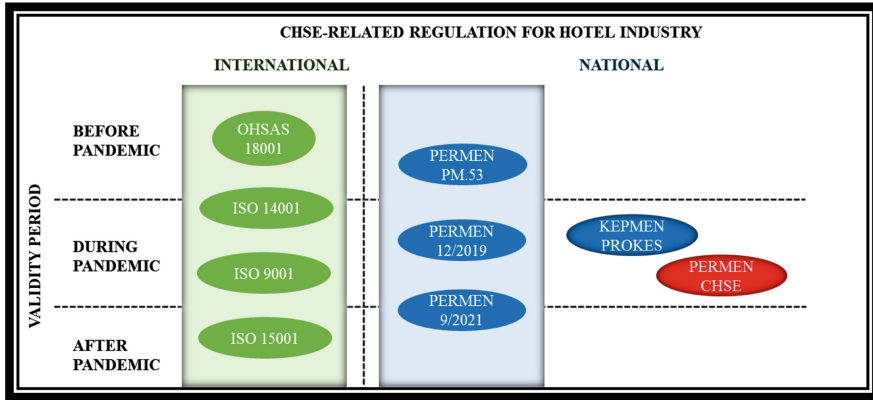 CHSE-RELATED REGULATION FOR HOTEL INDUSTRY
INTERNATIONAL
NATIONAL
VALIDITY PERIOD
BEFORE
PANDEMIC
OHSAS
18001
PERMEN
PM.53
ISO 14001
DURING
PANDEMIC
PERMEN
12/2019
KEPMEN
PROKES
ISO 9001
PERMEN
CHSE
PERMEN
9/2021
AFTER
PANDEMIC
ISO 15001